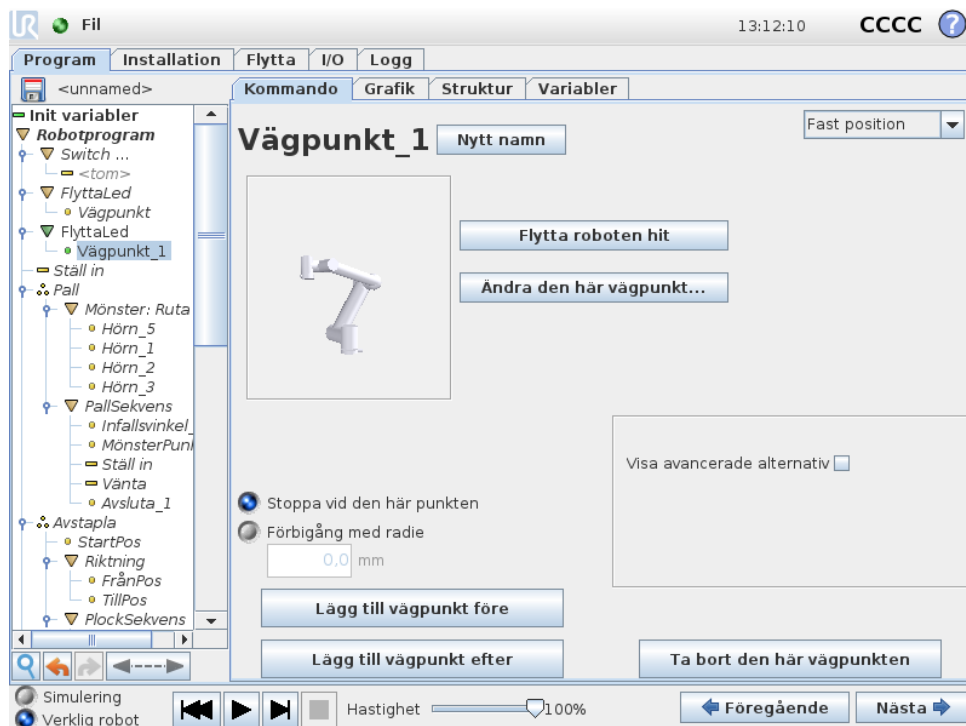 UR Fil 13:12:10 CCCC ?
Program Installation Flytta I/O Logg
<unnamed>
Kommando Grafik Struktur Variabler
Init variabler
Robotprogram
Switch ...
<tom>
FlyttaLed
Vägpunkt
FlyttaLed
Vägpunkt_1
Ställ in
Pall
Mönster: Ruta
Hörn_5
Hörn_1
Hörn_2
Hörn_3
PallSekvens
Infallsvinkel_
MönsterPunl
Ställ in
Vänta
Avsluta_1
Avstapla
StartPos
Riktning
FrånPos
TillPos
PlockSekvens
Vägpunkt_1
Nytt namn
Fast position
Flytta roboten hit
Ändra den här vägpunkt...
Visa avancerade alternativ
Stoppa vid den här punkten
Förbigång med radie
0,0 mm
Lägg till vägpunkt före
Lägg till vägpunkt efter
Ta bort den här vägpunkten
Simulering
Verklig robot
Hastighet 100%
Föregående
Nästa